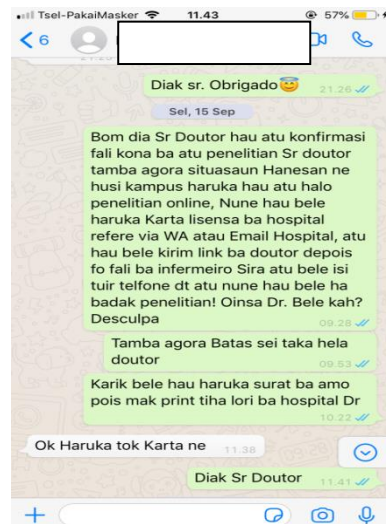 Tsel-PakaiMasker 11.43 57%
6
Diak sr. Obrigado😇 21.26
Sel, 15 Sep
Bom dia Sr Doutor hau atu konfirmasi
fali kona ba atu penelitian Sr doutor
tamba agora situasaun Hanesan ne
husi kampus haruka hau atu halo
penelitian online, Nune hau bele
haruka Karta lisensa ba hospital
refere via WA atau Email Hospital, atu
hau bele kirim link ba doutor depois
fo fali ba infermeiro Sira atu bele isi
tuir telfone dt atu nune hau bele ha
badak penelitian! Oinsa Dr. Bele kah?
Desculpa 09.28
Tamba agora Batas sei taka hela
doutor 09.53
Karik bele hau haruka surat ba amo
pois mak print tiha lori ba hospital Dr
10.22
Ok Haruka tok Karta ne 11.38
Diak Sr Doutor 11.41